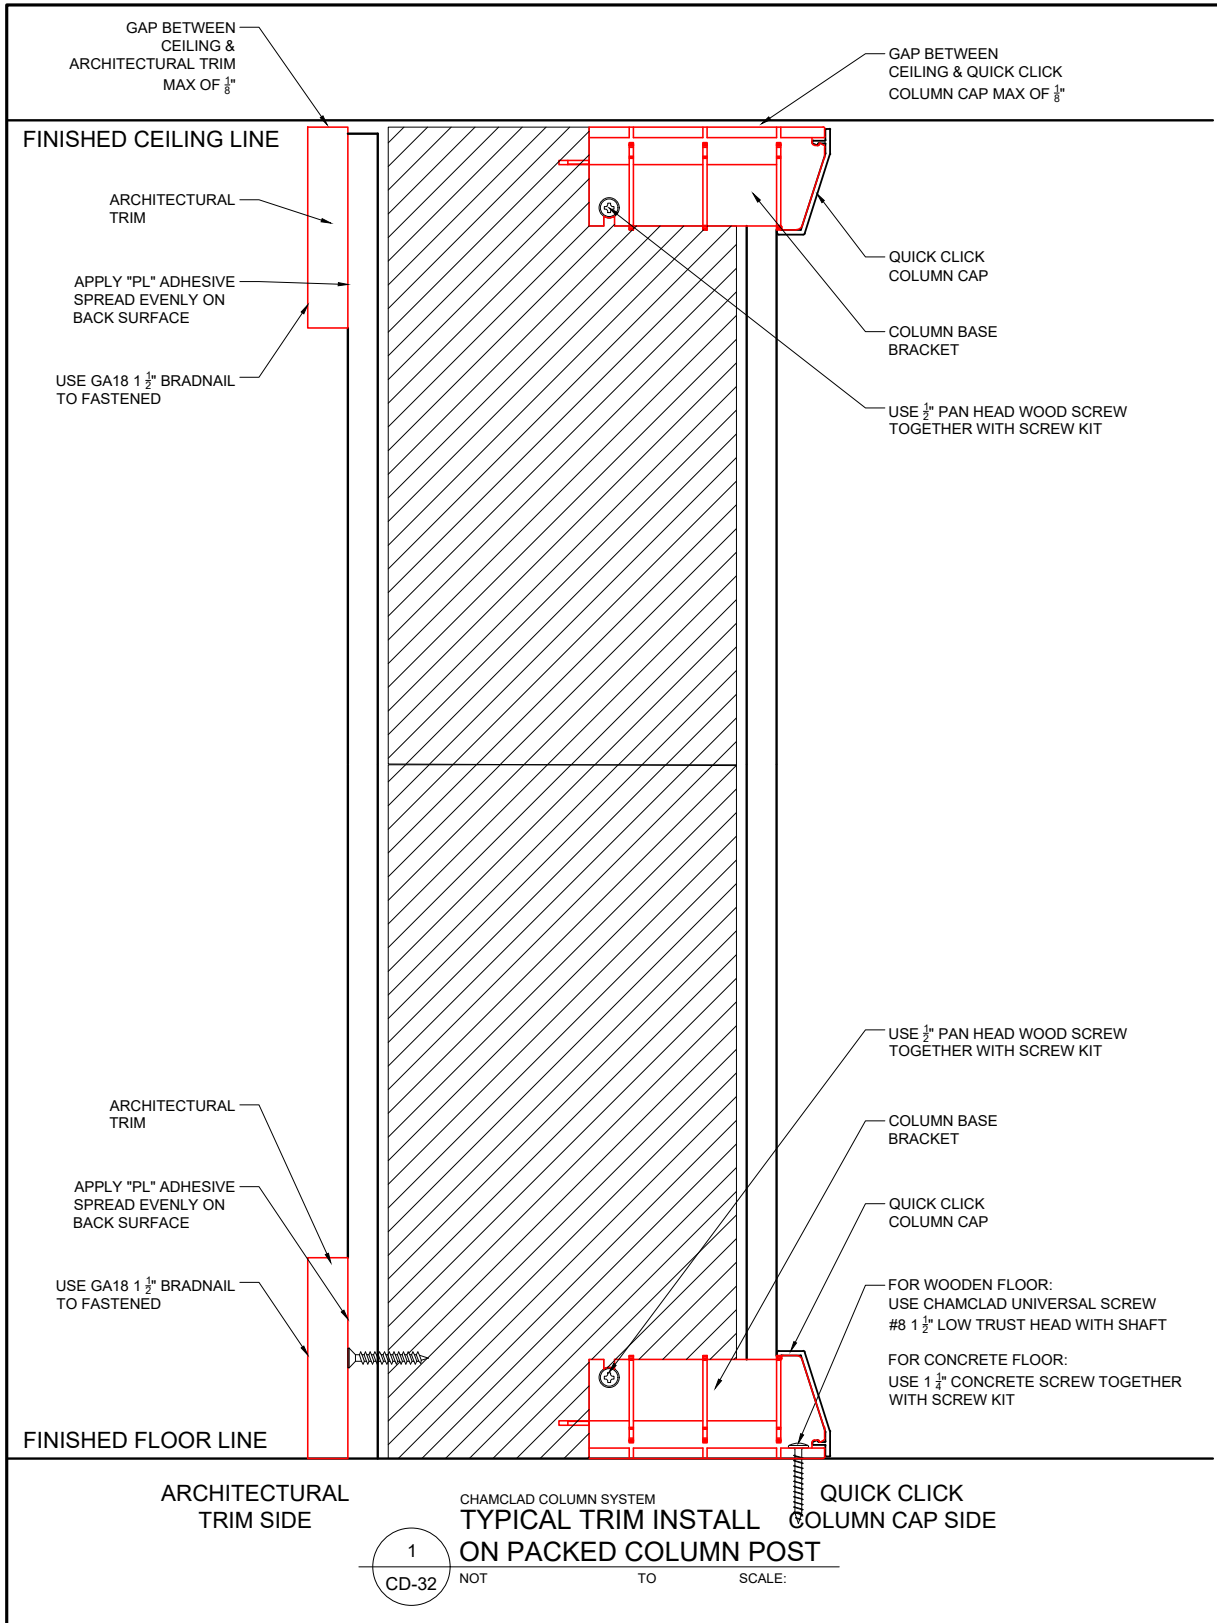 GAP BETWEEN
CEILING &
ARCHITECTURAL TRIM
MAX OF 1/8"
GAP BETWEEN
CEILING & QUICK CLICK
COLUMN CAP MAX OF 1/8"
FINISHED CEILING LINE
ARCHITECTURAL
TRIM
APPLY "PL" ADHESIVE
SPREAD EVENLY ON
BACK SURFACE
USE GA18 1 1/2" BRADNAIL
TO FASTENED
QUICK CLICK
COLUMN CAP
COLUMN BASE
BRACKET
USE 1/2" PAN HEAD WOOD SCREW
TOGETHER WITH SCREW KIT
USE 1/2" PAN HEAD WOOD SCREW
TOGETHER WITH SCREW KIT
ARCHITECTURAL
TRIM
APPLY "PL" ADHESIVE
SPREAD EVENLY ON
BACK SURFACE
USE GA18 1 1/2" BRADNAIL
TO FASTENED
COLUMN BASE
BRACKET
QUICK CLICK
COLUMN CAP
FOR WOODEN FLOOR:
USE CHAMCLAD UNIVERSAL SCREW
#8 1 1/2" LOW TRUST HEAD WITH SHAFT
FOR CONCRETE FLOOR:
USE 1 1/4" CONCRETE SCREW TOGETHER
WITH SCREW KIT
FINISHED FLOOR LINE
ARCHITECTURAL
TRIM SIDE
QUICK CLICK
COLUMN CAP SIDE
CHAMCLAD COLUMN SYSTEM
TYPICAL TRIM INSTALL
ON PACKED COLUMN POST
1
CD-32
NOT TO SCALE: